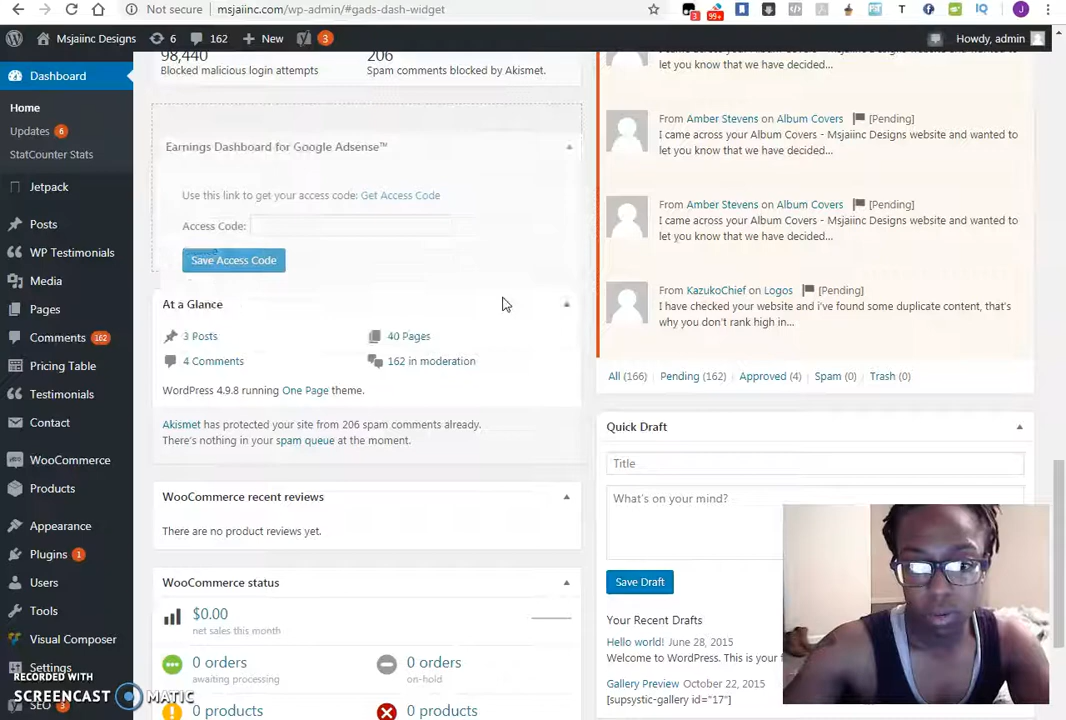 Not secure | msjaiinc.com/wp-admin/#gads-dash-widget
3
99+
PT
T
IQ
J
Msjaiinc Designs
6
162
New
3
Howdy, admin
Dashboard
Home
Updates 6
StatCounter Stats
Jetpack
Posts
WP Testimonials
Media
Pages
Comments 162
Pricing Table
Testimonials
Contact
WooCommerce
Products
Appearance
Plugins 1
Users
Tools
Visual Composer
Settings
SEO 3
RECORDED WITH
SCREENCAST MATIC
98,440
Blocked malicious login attempts
206
Spam comments blocked by Akismet.
Earnings Dashboard for Google Adsense™
Use this link to get your access code: Get Access Code
Access Code:
Save Access Code
At a Glance
3 Posts
40 Pages
4 Comments
162 in moderation
WordPress 4.9.8 running One Page theme.
Akismet has protected your site from 206 spam comments already.
There's nothing in your spam queue at the moment.
WooCommerce recent reviews
There are no product reviews yet.
WooCommerce status
$0.00
net sales this month
0 orders
awaiting processing
0 orders
on-hold
0 products
0 products
let you know that we have decided...
From Amber Stevens on Album Covers [Pending]
I came across your Album Covers - Msjaiinc Designs website and wanted to
let you know that we have decided...
From Amber Stevens on Album Covers [Pending]
I came across your Album Covers - Msjaiinc Designs website and wanted to
let you know that we have decided...
From KazukoChief on Logos [Pending]
I have checked your website and i've found some duplicate content, that's
why you don't rank high in...
All (166) | Pending (162) | Approved (4) | Spam (0) | Trash (0)
Quick Draft
Title
What's on your mind?
Save Draft
Your Recent Drafts
Hello world! June 28, 2015
Welcome to WordPress. This is your
Gallery Preview October 22, 2015
[supsystic-gallery id="17"]